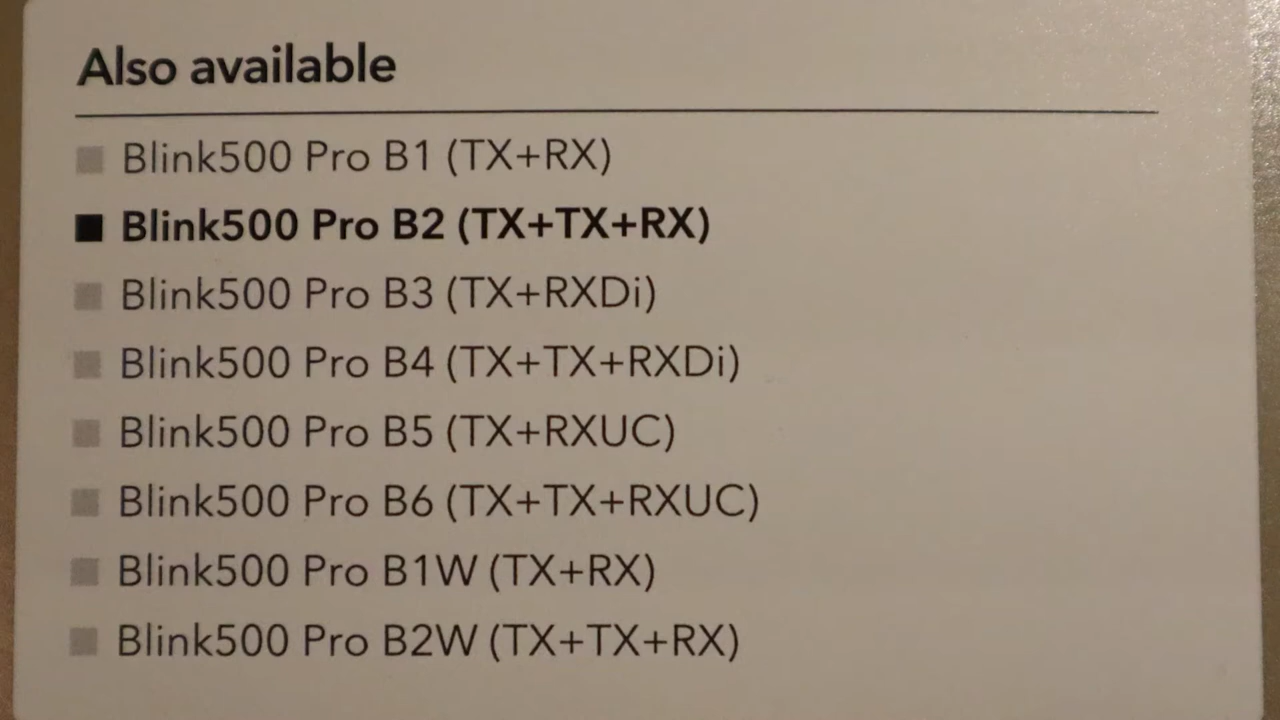 Also available
Blink500 Pro B1 (TX+RX)
Blink500 Pro B2 (TX+TX+RX)
Blink500 Pro B3 (TX+RXDi)
Blink500 Pro B4 (TX+TX+RXDi)
Blink500 Pro B5 (TX+RXUC)
Blink500 Pro B6 (TX+TX+RXUC)
Blink500 Pro B1W (TX+RX)
Blink500 Pro B2W (TX+TX+RX)